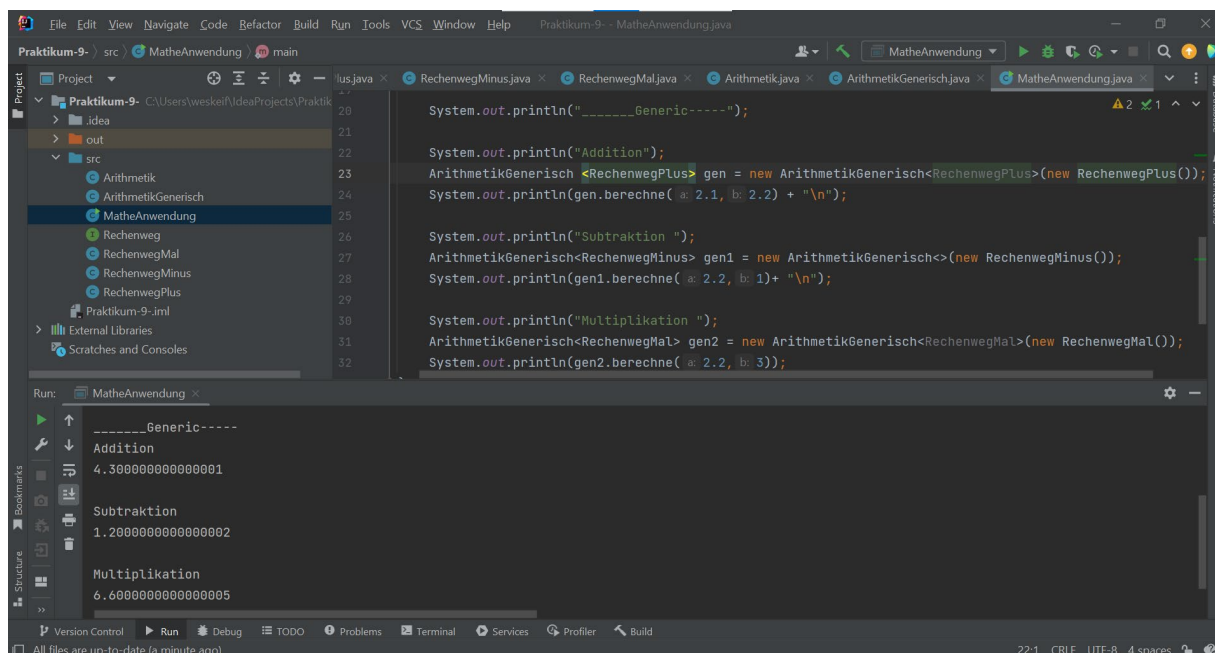 File Edit View Navigate Code Refactor Build Run Tools VCS Window Help Praktikum-9- - MatheAnwendung.java
Praktikum-9- src MatheAnwendung main MatheAnwendung
Project lus.java RechenwegMinus.java RechenwegMal.java Arithmetik.java ArithmetikGenerisch.java MatheAnwendung.java
Project
Praktikum-9- C:\Users\weskeif\IdeaProjects\Praktik
.idea
out
src
Arithmetik
ArithmetikGenerisch
MatheAnwendung
Rechenweg
RechenwegMal
RechenwegMinus
RechenwegPlus
Praktikum-9-.iml
External Libraries
Scratches and Consoles
2 1
20 System.out.println("_______Generic-----");
21
22 System.out.println("Addition");
23 ArithmetikGenerisch <RechenwegPlus> gen = new ArithmetikGenerisch<RechenwegPlus>(new RechenwegPlus());
24 System.out.println(gen.berechne( a: 2.1, b: 2.2) + "\n");
25
26 System.out.println("Subtraktion ");
27 ArithmetikGenerisch<RechenwegMinus> gen1 = new ArithmetikGenerisch<>(new RechenwegMinus());
28 System.out.println(gen1.berechne( a: 2.2, b: 1)+ "\n");
29
30 System.out.println("Multiplikation ");
31 ArithmetikGenerisch<RechenwegMal> gen2 = new ArithmetikGenerisch<RechenwegMal>(new RechenwegMal());
32 System.out.println(gen2.berechne( a: 2.2, b: 3));
Run: MatheAnwendung
_______Generic-----
Addition
4.300000000000001
Subtraktion
1.2000000000000002
Multiplikation
6.6000000000000005
Bookmarks
Structure
Version Control Run Debug TODO Problems Terminal Services Profiler Build
All files are up-to-date (a minute ago) 22:1 CRLF UTF-8 4 spaces